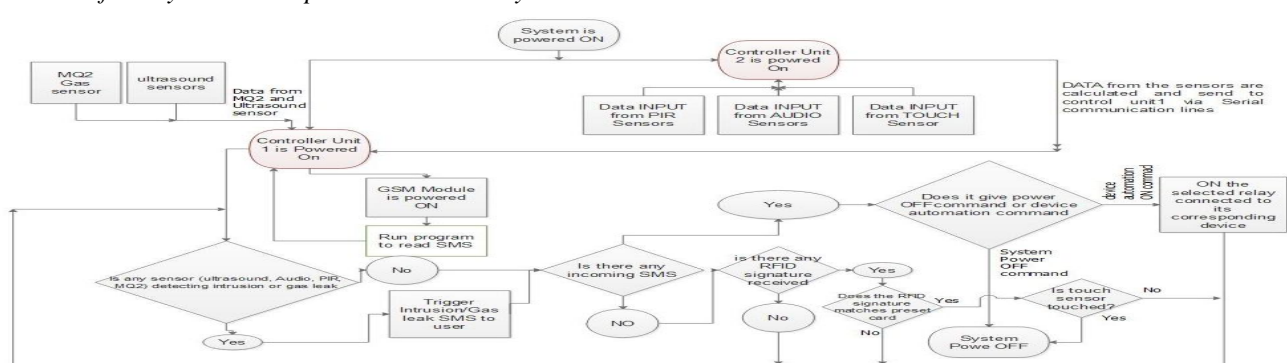 System is
powered ON
Controller Unit
2 is powred
On
MQ2
Gas
sensor
ultrasound
sensors
Data from
MQ2 and
Ultrasound
sensor
Data INPUT
from PIR
Sensors
Data INPUT
from AUDIO
Sensors
Data INPUT
from TOUCH
Sensor
DATA from the sensors are
calculated and send to
control unit1 via Serial
communication lines
Controller Unit
1 is Powered
On
GSM Module
is powered
ON
Run program
to read SMS
Is any sensor (ultrasound, Audio, PIR,
MQ2) detecting intrusion or gas leak
No
Yes
Trigger
Intrusion/Gas
leak SMS to
user
Is there any
incoming SMS
Yes
NO
is there any
RFID
signature
received
Yes
No
Does the RFID
signature
matches preset
card
Yes
No
Does it give power
OFFcommand or device
automation command
device
automation
ON commad
ON the
selected relay
connected to
its
corresponding
device
System
Power
OFF
command
Is touch
sensor
touched?
No
Yes
System
Powe OFF